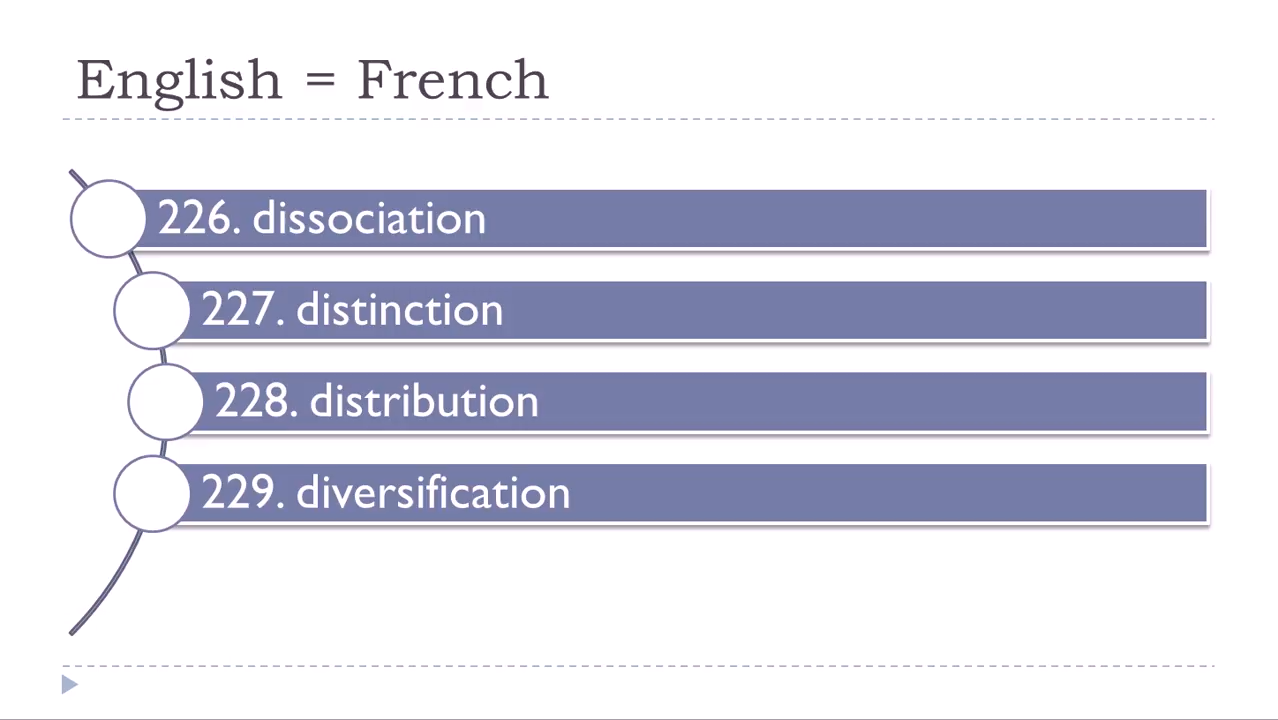 English = French
226. dissociation
227. distinction
228. distribution
229. diversification